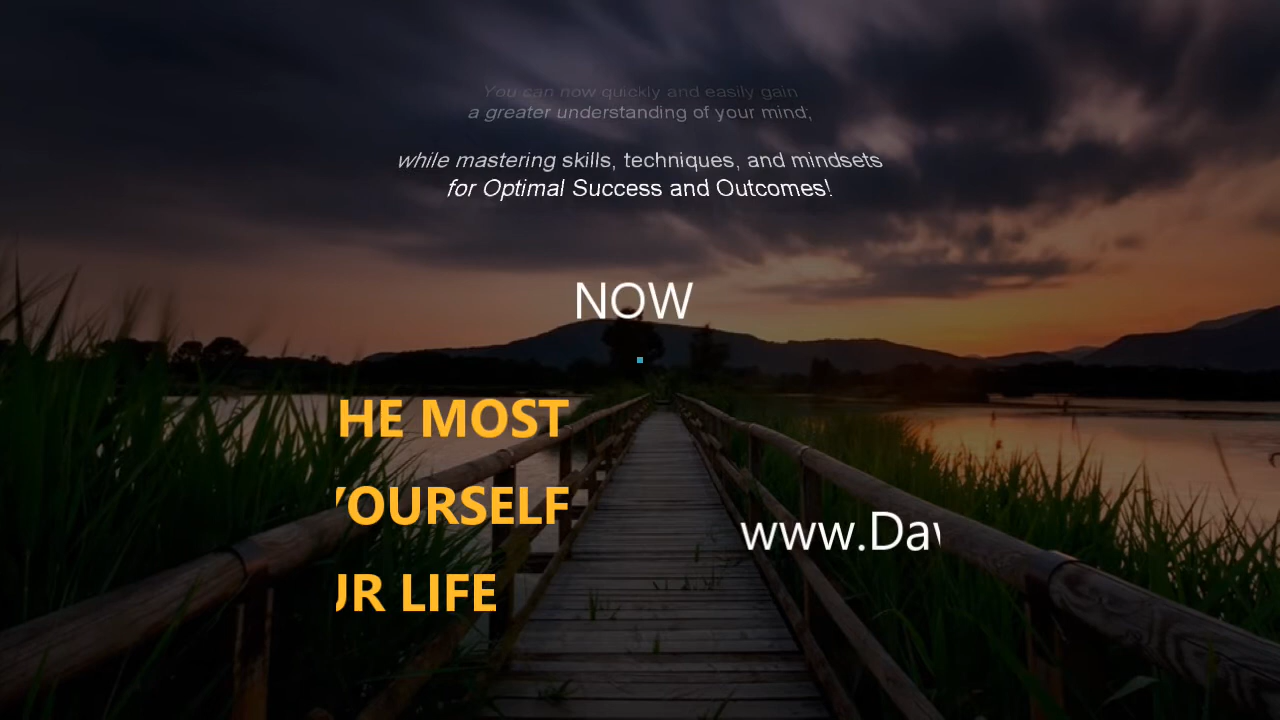 You can now quickly and easily gain
a greater understanding of your mind;
while mastering skills, techniques, and mindsets
for Optimal Success and Outcomes!
NOW
HE MOST
YOURSELF
UR LIFE
www.Dav